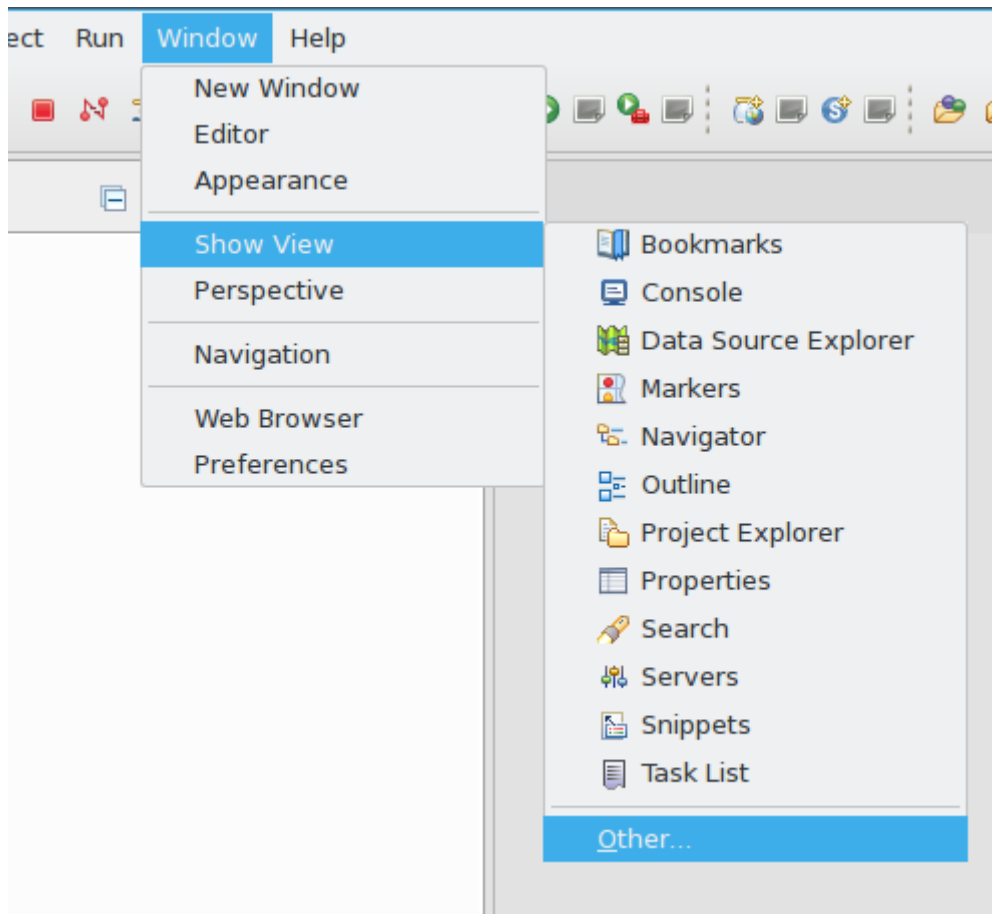 ect Run Window Help
New Window
Editor
Appearance
Show View
Perspective
Navigation
Web Browser
Preferences
Bookmarks
Console
Data Source Explorer
Markers
Navigator
Outline
Project Explorer
Properties
Search
Servers
Snippets
Task List
Other...